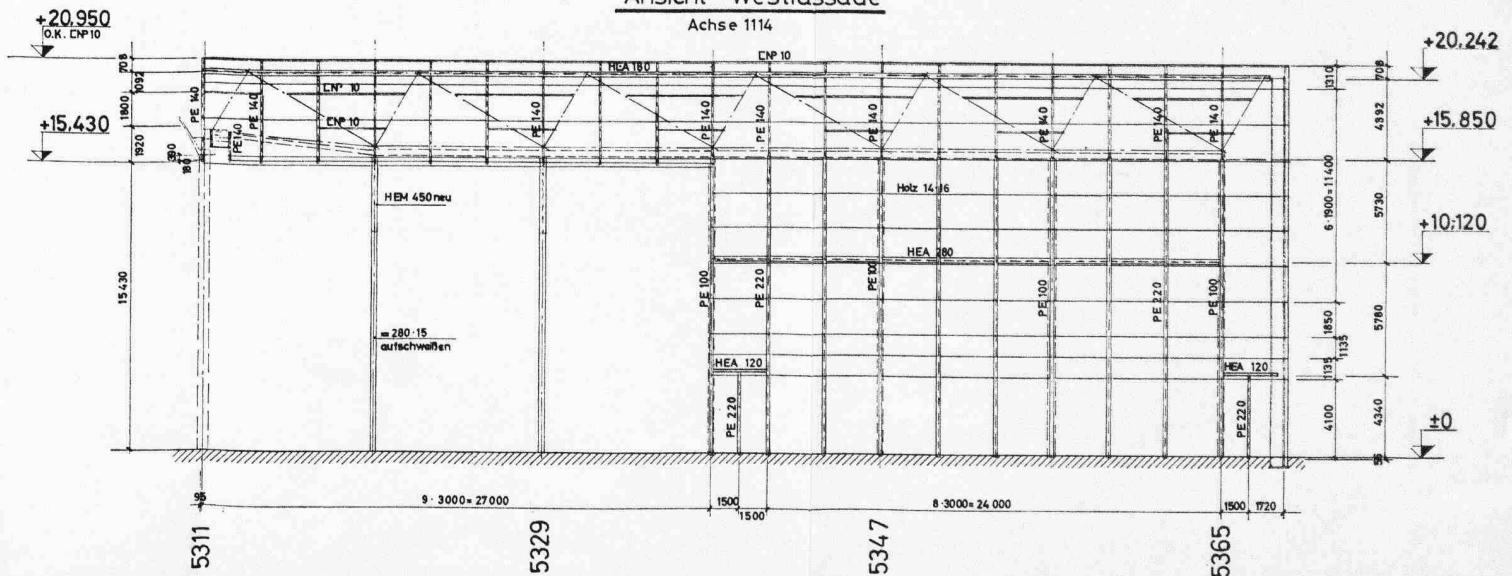 Ansicht Westfassade
Achse 1114
+20,950
O.K. CNP 10
+15,430
708
1092
1800
1920
390
180
15430
PE 140
PE 140
PE 140
CNP 10
CNP 10
HEA 180
CNP 10
PE 140
PE 140
PE 140
PE 140
PE 140
PE 140
HEM 450 neu
280·15
aufschweißen
Holz 14·16
HEA 280
PE 100
PE 220
PE 100
PE 100
PE 220
PE 100
HEA 120
HEA 120
PE 220
PE 220
+20,242
+15,850
+10,120
±0
1310
708
4392
6·1900=11400
5730
1850
5780
1135
1135
4100
4340
55
95
9·3000=27000
1500
1500
8·3000=24000
1500
1720
5311
5329
5347
5365